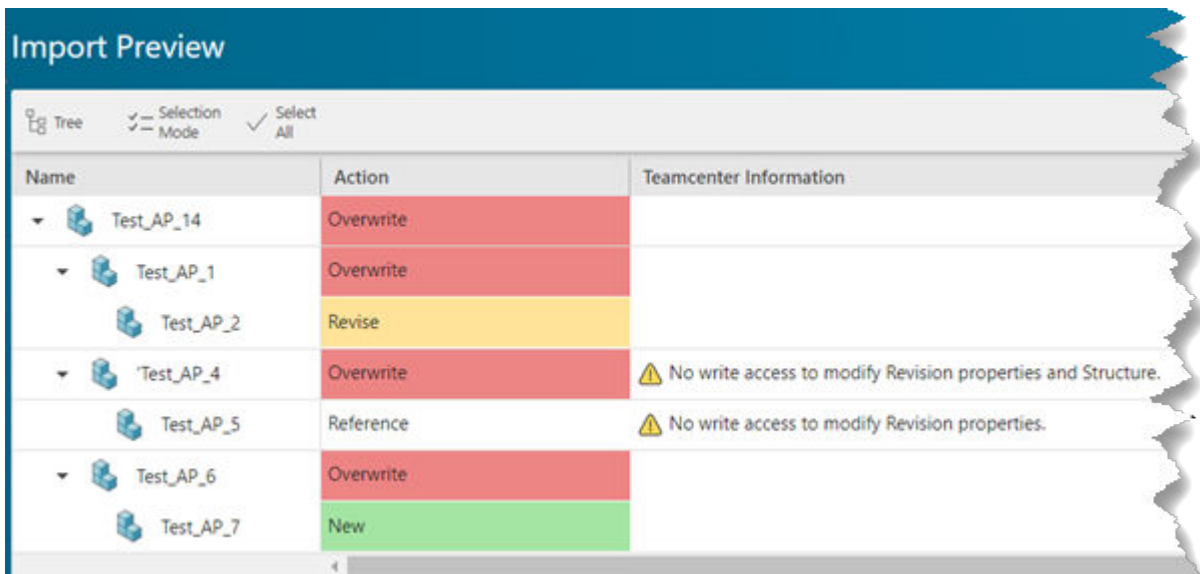 Import Preview
Tree
Selection Mode
Select All
Name Action Teamcenter Information
Test_AP_14 Overwrite
Test_AP_1 Overwrite
Test_AP_2 Revise
'Test_AP_4 Overwrite No write access to modify Revision properties and Structure.
Test_AP_5 Reference No write access to modify Revision properties.
Test_AP_6 Overwrite
Test_AP_7 New